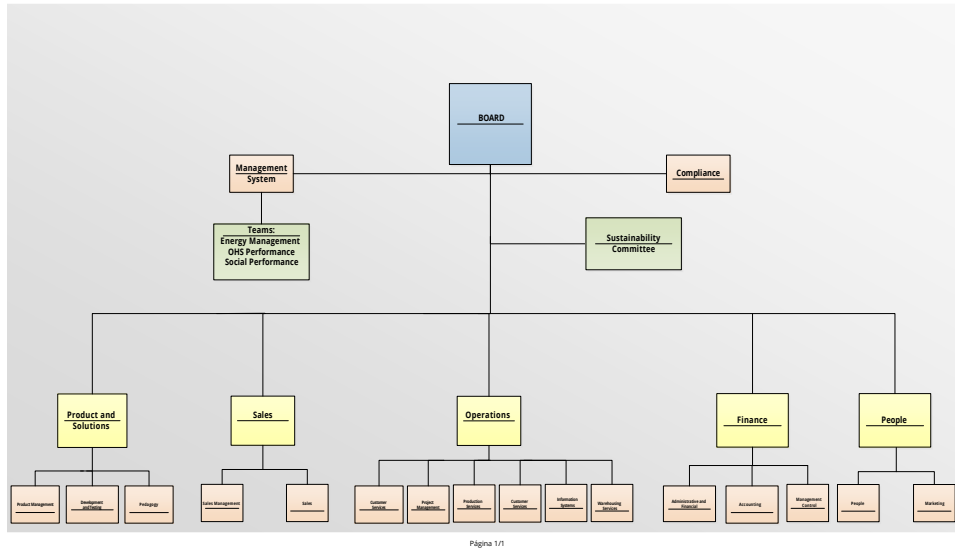 BOARD
Management
System
Compliance
Teams:
Energy Management
OHS Performance
Social Performance
Sustainability
Committee
Product and
Solutions
Sales
Operations
Finance
People
Product Management
Development
and Testing
Pedagogy
Sales Management
Sales
Customer
Services
Project
Management
Production
Services
Customer
Services
Information
Systems
Warehousing
Services
Administrative and
Financial
Accounting
Management
Control
People
Marketing
Página 1/1